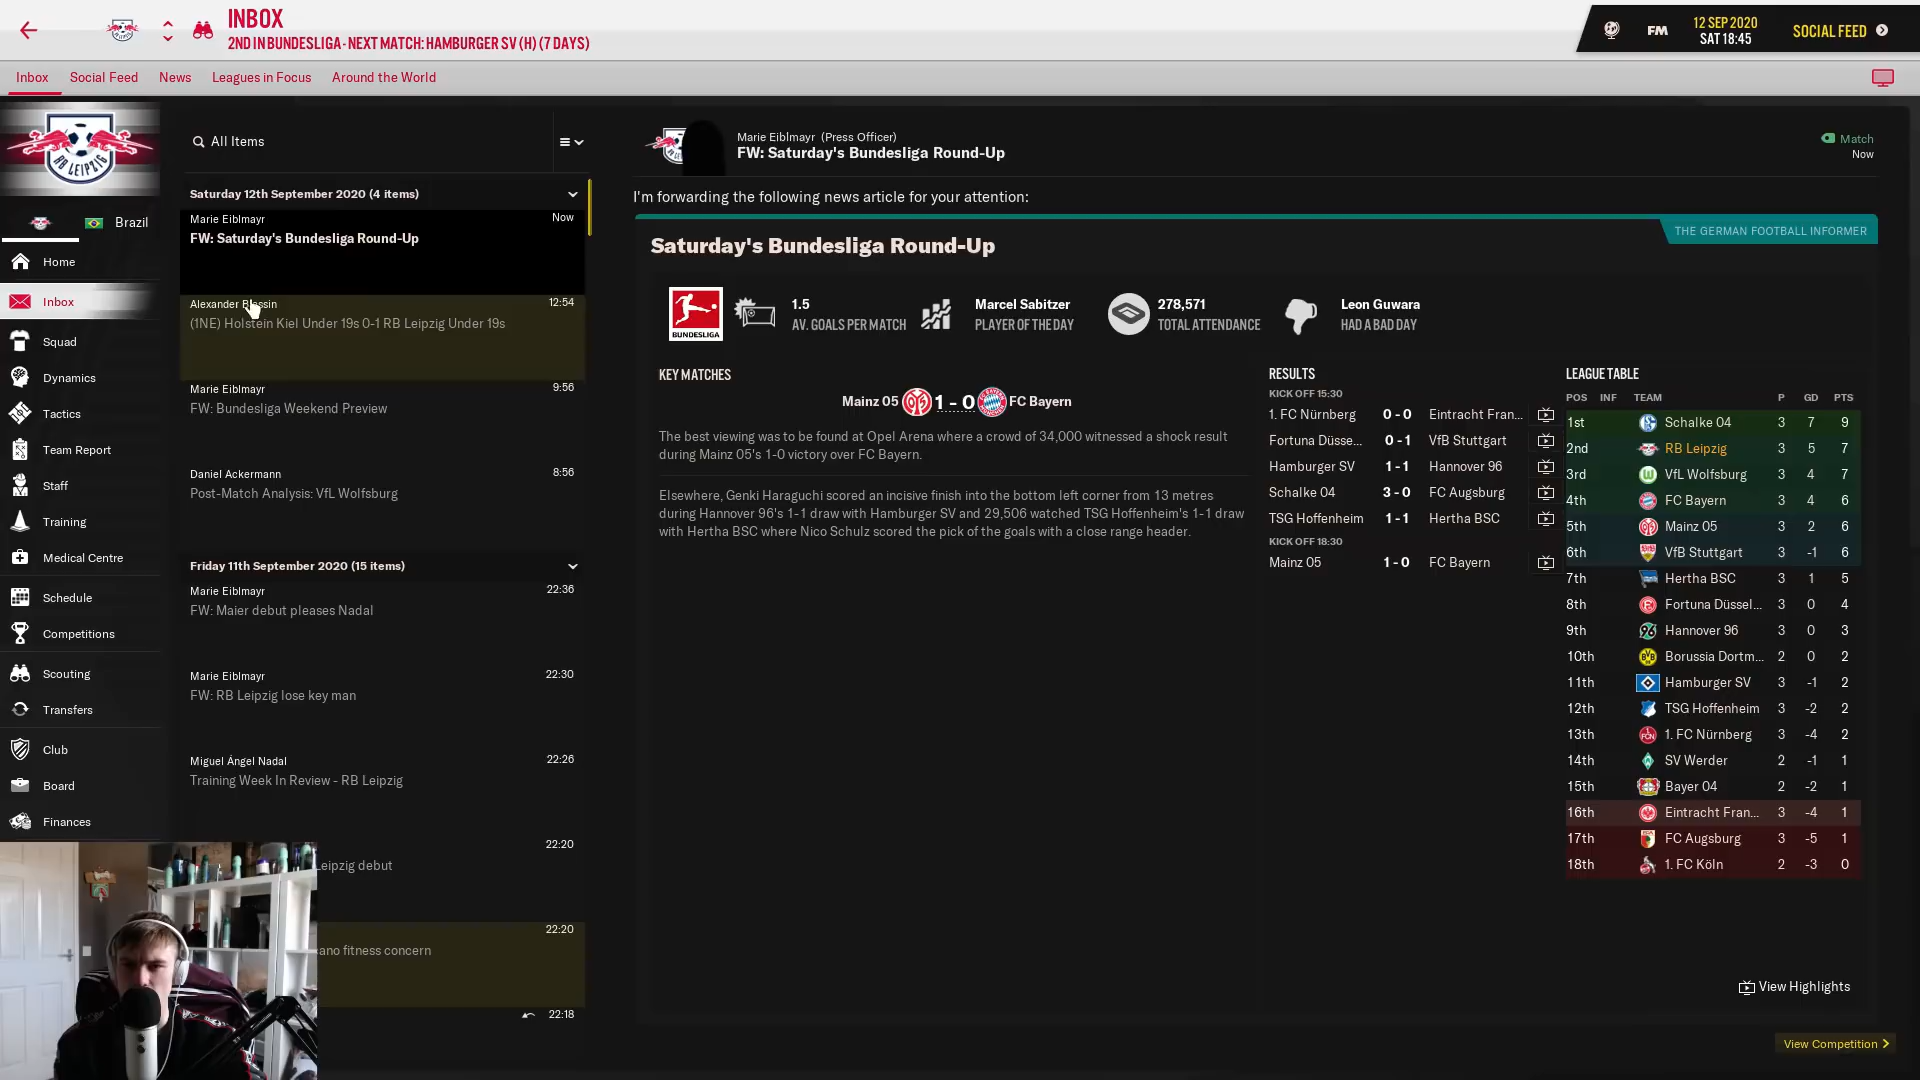 INBOX
2ND IN BUNDESLIGA - NEXT MATCH: HAMBURGER SV (H) (7 DAYS)
FM
12 SEP 2020
SAT 18:45
SOCIAL FEED
Inbox Social Feed News Leagues in Focus Around the World
RB LEIPZIG
Brazil
Home
Inbox
Squad
Dynamics
Tactics
Team Report
Staff
Training
Medical Centre
Schedule
Competitions
Scouting
Transfers
Club
Board
Finances
All Items
Saturday 12th September 2020 (4 items)
Marie Eiblmayr Now
FW: Saturday's Bundesliga Round-Up
Alexander 12:54
(1NE) Holstein Kiel Under 19s 0-1 RB Leipzig Under 19s
Marie Eiblmayr 9:56
FW: Bundesliga Weekend Preview
Daniel Ackermann 8:56
Post-Match Analysis: VfL Wolfsburg
Friday 11th September 2020 (15 items)
Marie Eiblmayr 22:36
FW: Maier debut pleases Nadal
Marie Eiblmayr 22:30
FW: RB Leipzig lose key man
Miguel Ángel Nadal 22:26
Training Week In Review - RB Leipzig
22:20
Leipzig debut
22:20
ano fitness concern
22:18
Marie Eiblmayr (Press Officer)
FW: Saturday's Bundesliga Round-Up
Match
Now
I'm forwarding the following news article for your attention:
THE GERMAN FOOTBALL INFORMER
Saturday's Bundesliga Round-Up
BUNDESLIGA
1.5
AV. GOALS PER MATCH
Marcel Sabitzer
PLAYER OF THE DAY
278,571
TOTAL ATTENDANCE
Leon Guwara
HAD A BAD DAY
KEY MATCHES
Mainz 05 1 - 0 FC Bayern
The best viewing was to be found at Opel Arena where a crowd of 34,000 witnessed a shock result
during Mainz 05's 1-0 victory over FC Bayern.
Elsewhere, Genki Haraguchi scored an incisive finish into the bottom left corner from 13 metres
during Hannover 96's 1-1 draw with Hamburger SV and 29,506 watched TSG Hoffenheim's 1-1 draw
with Hertha BSC where Nico Schulz scored the pick of the goals with a close range header.
RESULTS
KICK OFF 15:30
1. FC Nürnberg 0 - 0 Eintracht Fran...
Fortuna Düsse... 0 - 1 VfB Stuttgart
Hamburger SV 1 - 1 Hannover 96
Schalke 04 3 - 0 FC Augsburg
TSG Hoffenheim 1 - 1 Hertha BSC
KICK OFF 18:30
Mainz 05 1 - 0 FC Bayern
LEAGUE TABLE
POS INF TEAM P GD PTS
1st Schalke 04 3 7 9
2nd RB Leipzig 3 5 7
3rd VfL Wolfsburg 3 4 7
4th FC Bayern 3 4 6
5th Mainz 05 3 2 6
6th VfB Stuttgart 3 -1 6
7th Hertha BSC 3 1 5
8th Fortuna Düssel... 3 0 4
9th Hannover 96 3 0 3
10th Borussia Dortm... 2 0 2
11th Hamburger SV 3 -1 2
12th TSG Hoffenheim 3 -2 2
13th 1. FC Nürnberg 3 -4 2
14th SV Werder 2 -1 1
15th Bayer 04 2 -2 1
16th Eintracht Fran... 3 -4 1
17th FC Augsburg 3 -5 1
18th 1. FC Köln 2 -3 0
View Highlights
View Competition